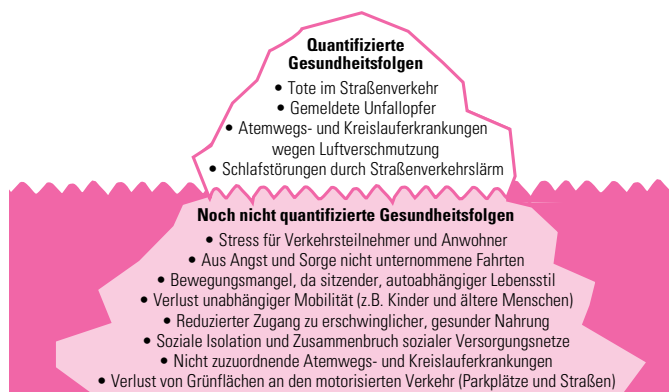 Quantifizierte
Gesundheitsfolgen
• Tote im Straßenverkehr
• Gemeldete Unfallopfer
• Atemwegs- und Kreislauferkrankungen
wegen Luftverschmutzung
• Schlafstörungen durch Straßenverkehrslärm
Noch nicht quantifizierte Gesundheitsfolgen
• Stress für Verkehrsteilnehmer und Anwohner
• Aus Angst und Sorge nicht unternommene Fahrten
• Bewegungsmangel, da sitzender, autoabhängiger Lebensstil
• Verlust unabhängiger Mobilität (z.B. Kinder und ältere Menschen)
• Reduzierter Zugang zu erschwinglicher, gesunder Nahrung
• Soziale Isolation und Zusammenbruch sozialer Versorgungsnetze
• Nicht zuzuordnende Atemwegs- und Kreislauferkrankungen
• Verlust von Grünflächen an den motorisierten Verkehr (Parkplätze und Straßen)